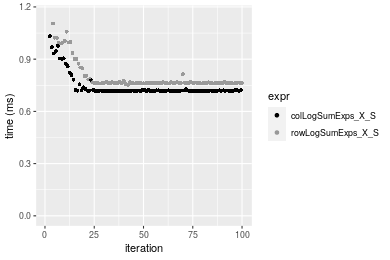 1.2
0.9
0.6
0.3
0.0
time (ms)
0 25 50 75 100
iteration
expr
colLogSumExps_X_S
rowLogSumExps_X_S